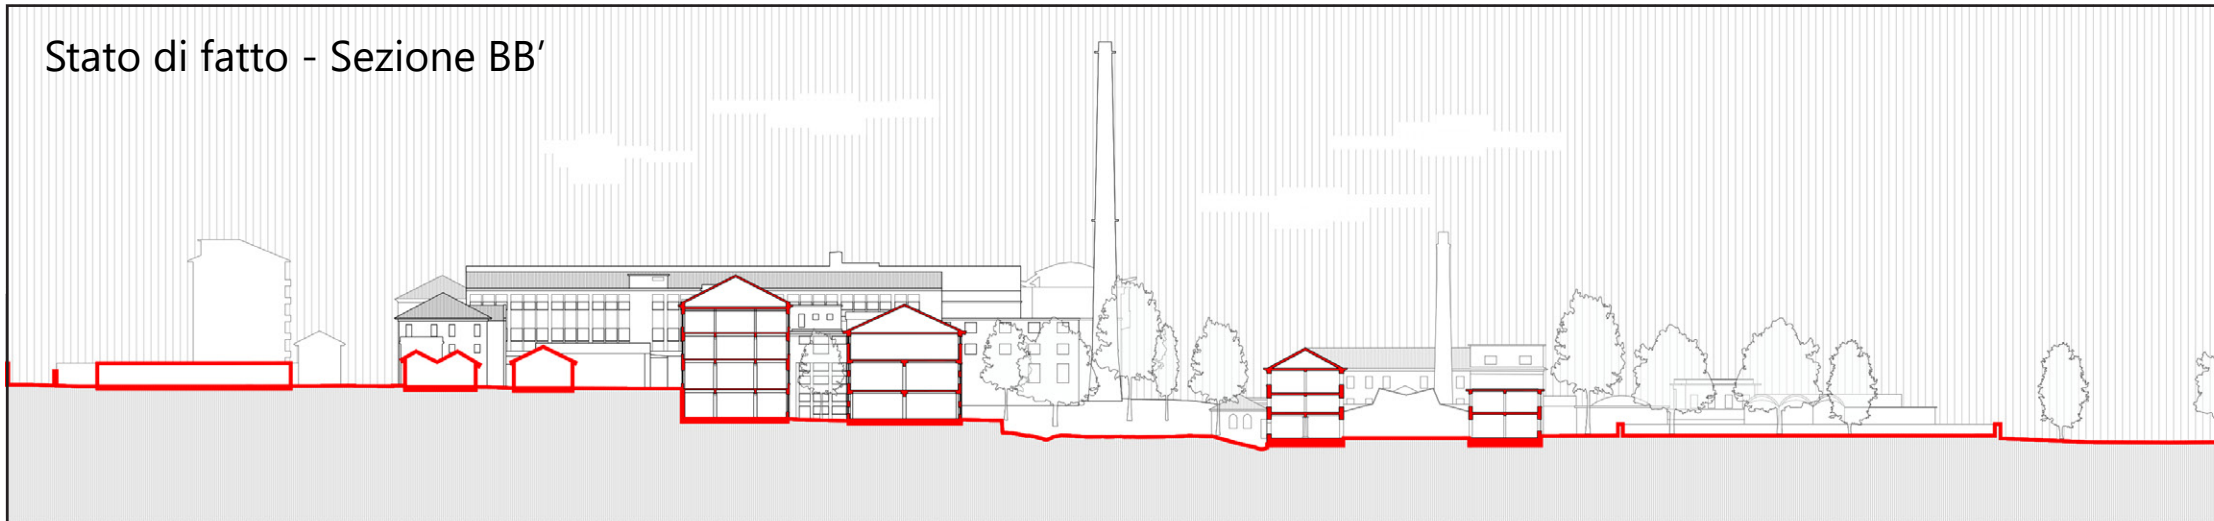 Stato di fatto - Sezione BB’